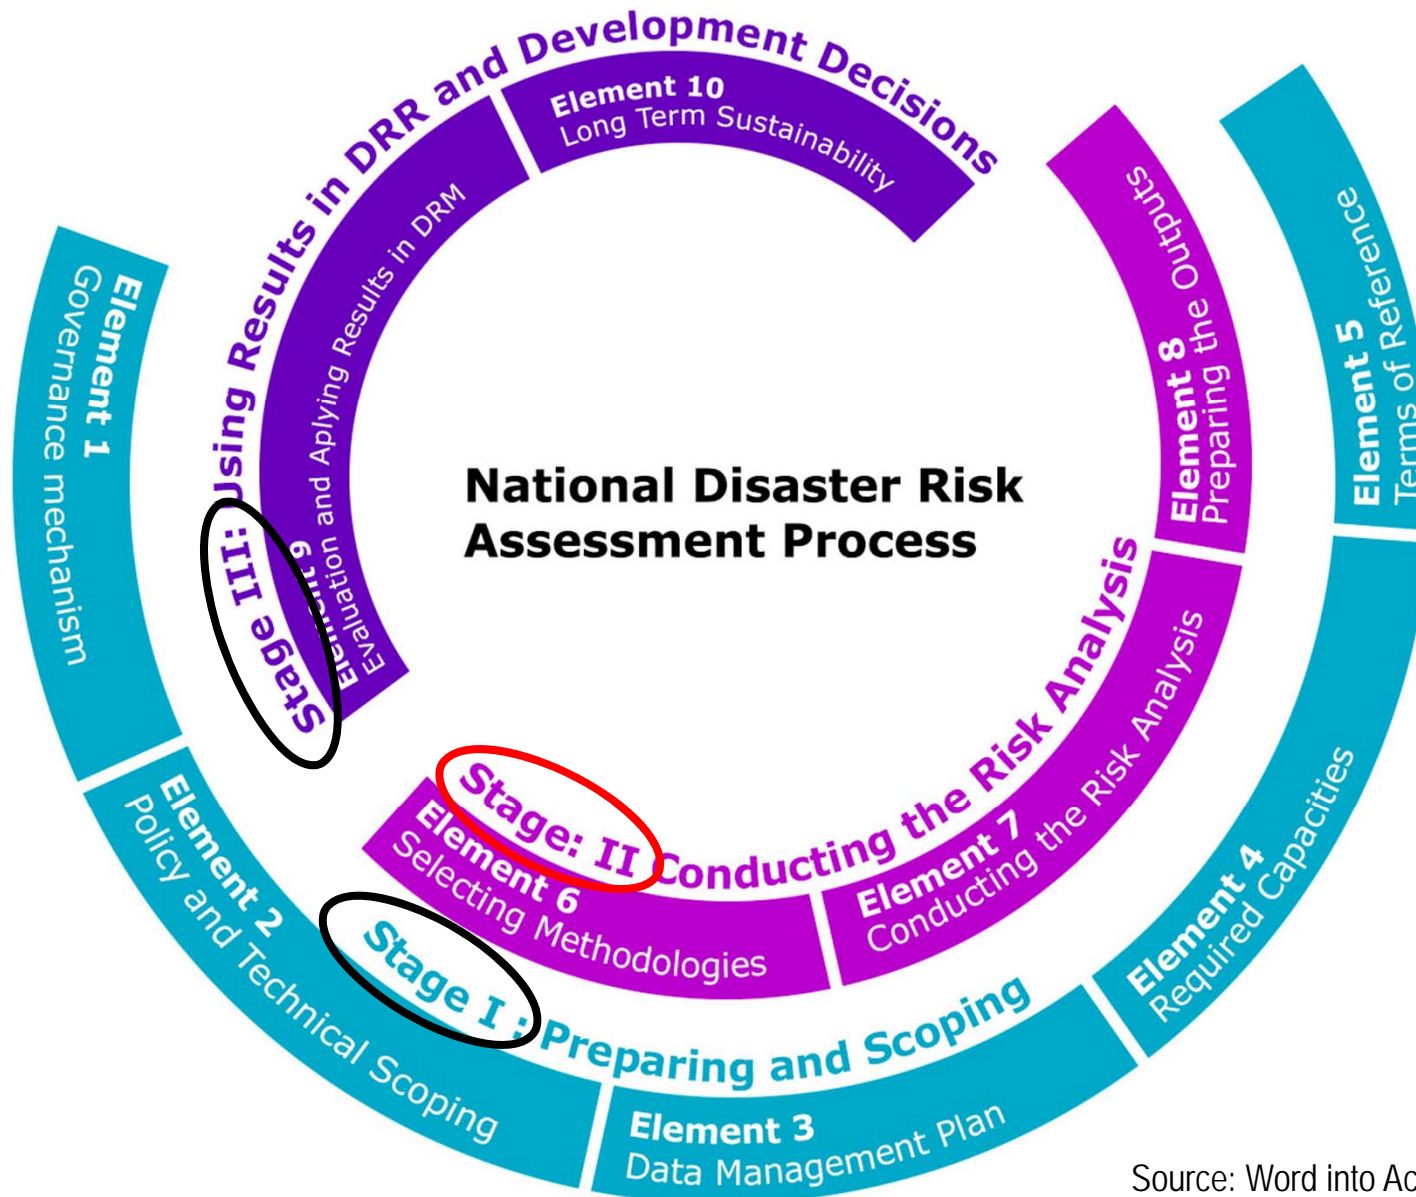 National Disaster Risk
Assessment Process
Stage I : Preparing and Scoping
Element 1
Governance mechanism
Element 2
Policy and Technical Scoping
Element 3
Data Management Plan
Element 4
Required Capacities
Element 5
Terms of Reference
Stage: II Conducting the Risk Analysis
Element 6
Selecting Methodologies
Element 7
Conducting the Risk Analysis
Element 8
Preparing the Outputs
Stage III: Using Results in DRR and Development Decisions
Element 9
Evaluation and Aplying Results in DRM
Element 10
Long Term Sustainability
Source: Word into Ac